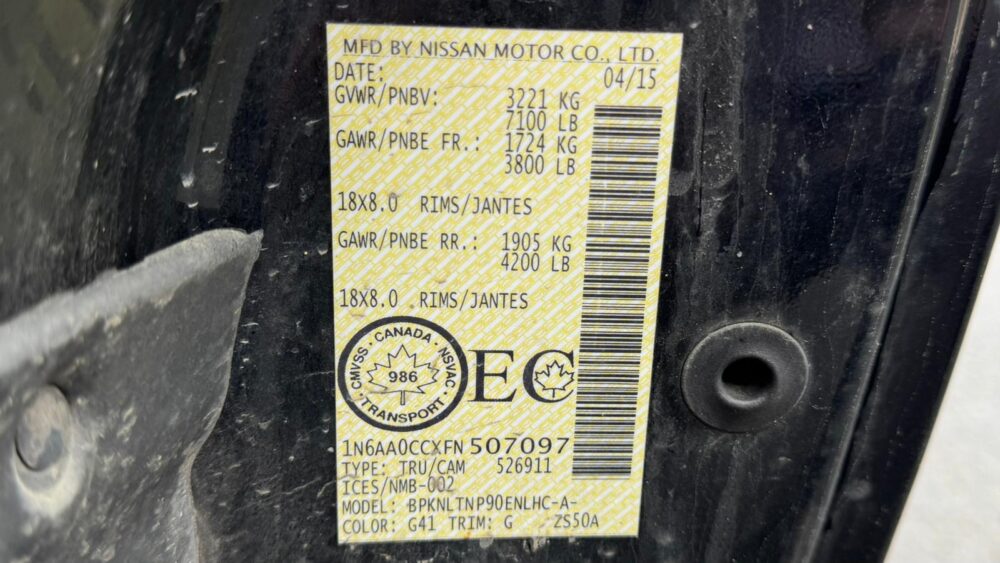 MFD BY NISSAN MOTOR CO., LTD.
DATE: 04/15
GVWR/PNBV: 3221 KG
7100 LB
GAWR/PNBE FR.: 1724 KG
3800 LB
18X8.0 RIMS/JANTES
GAWR/PNBE RR.: 1905 KG
4200 LB
18X8.0 RIMS/JANTES
CANADA · NSVAC · TRANSPORT · CMVSS ·
986
EC
1N6AA0CCXFN507097
TYPE: TRU/CAM 526911
ICES/NMB-002
MODEL: BPKNLTNP90ENLHC-A-
COLOR: G41 TRIM: G ZS50A